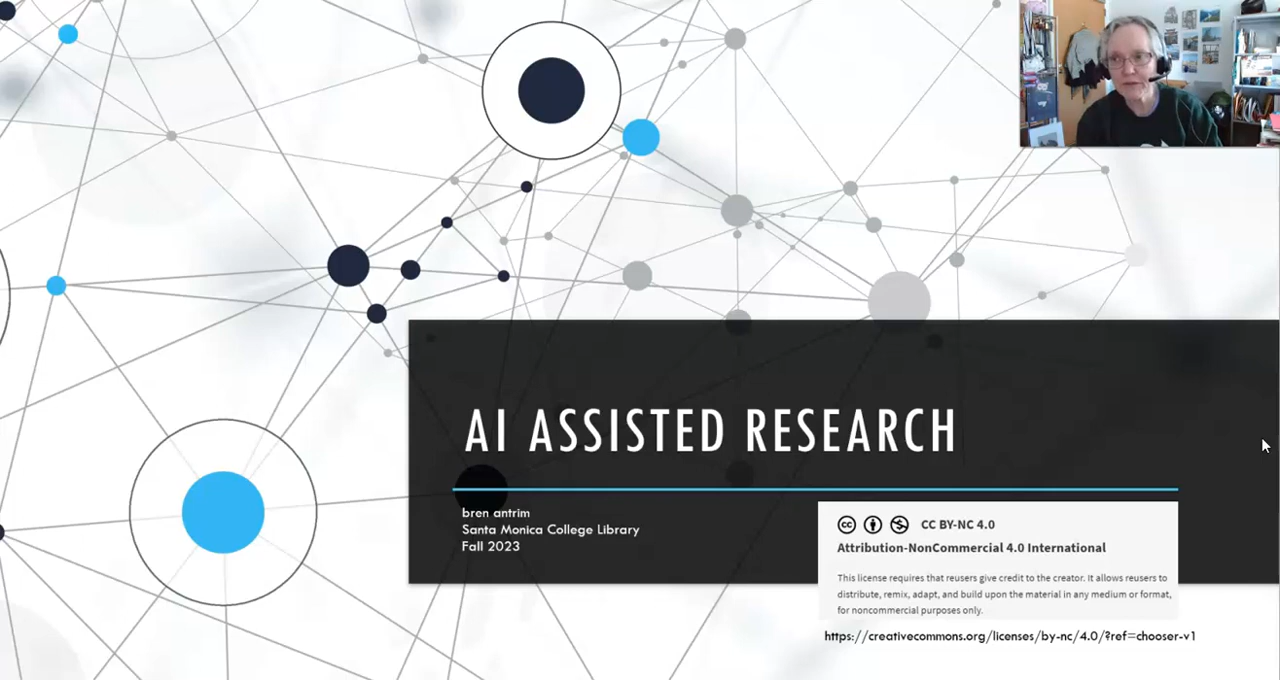 AI ASSISTED RESEARCH
bren antrim
Santa Monica College Library
Fall 2023
CC BY-NC 4.0
Attribution-NonCommercial 4.0 International
This license requires that reusers give credit to the creator. It allows reusers to
distribute, remix, adapt, and build upon the material in any medium or format,
for noncommercial purposes only.
https://creativecommons.org/licenses/by-nc/4.0/?ref=chooser-v1